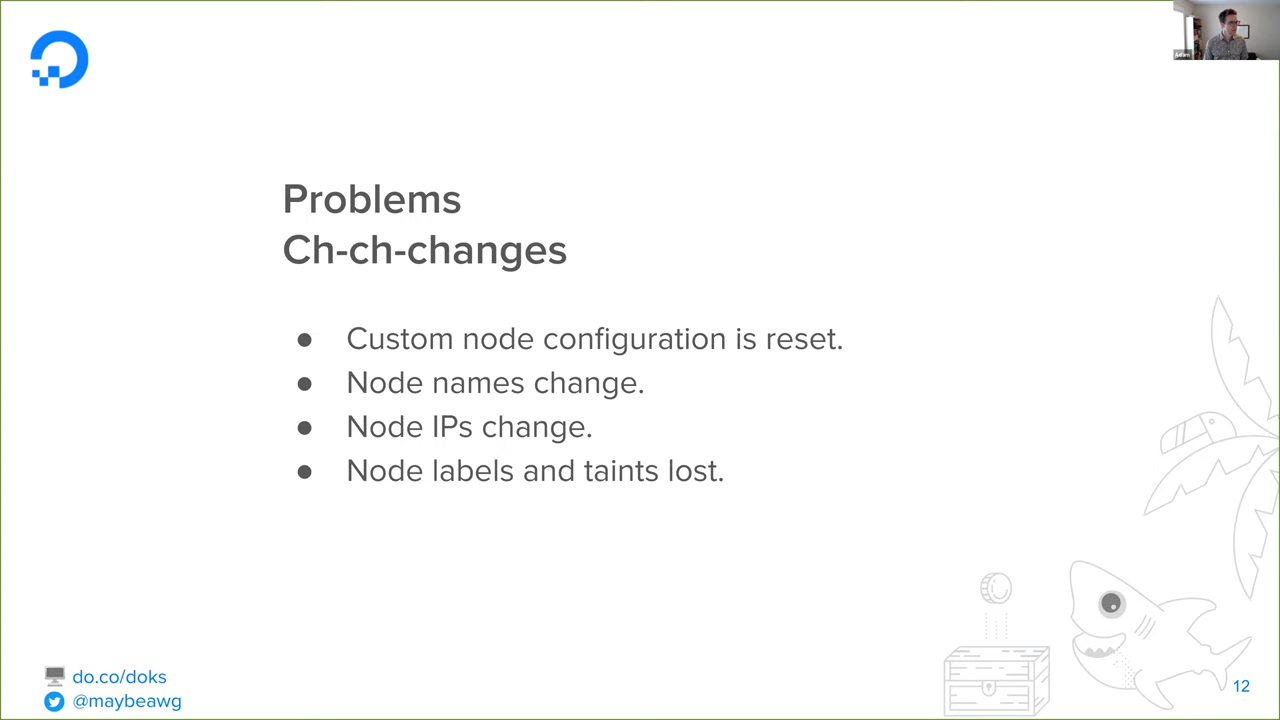 Adam
Problems
Ch-ch-changes
● Custom node configuration is reset.
● Node names change.
● Node IPs change.
● Node labels and taints lost.
do.co/doks
@maybeawg
12